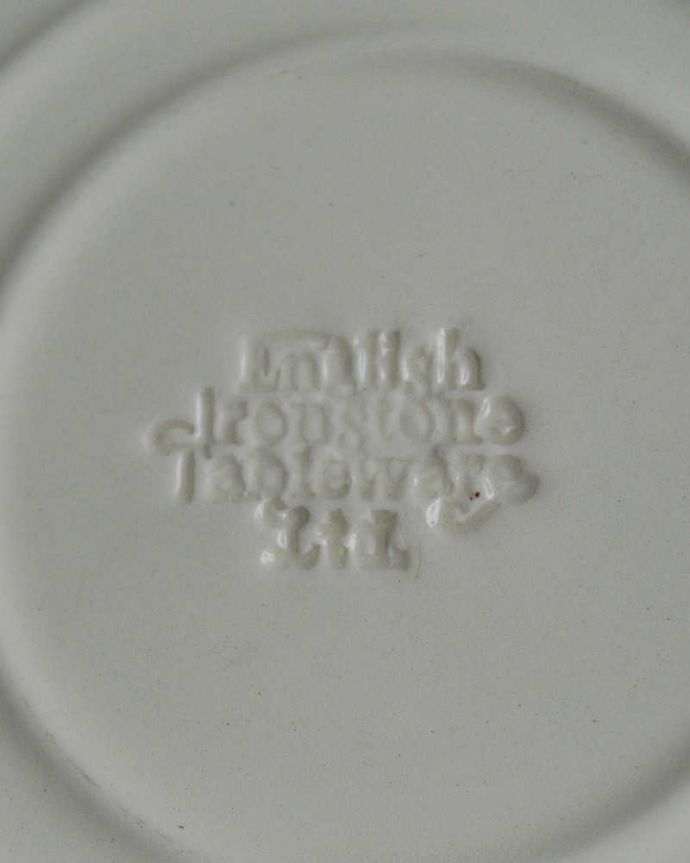 English
Ironstone
Tableware
Ltd.